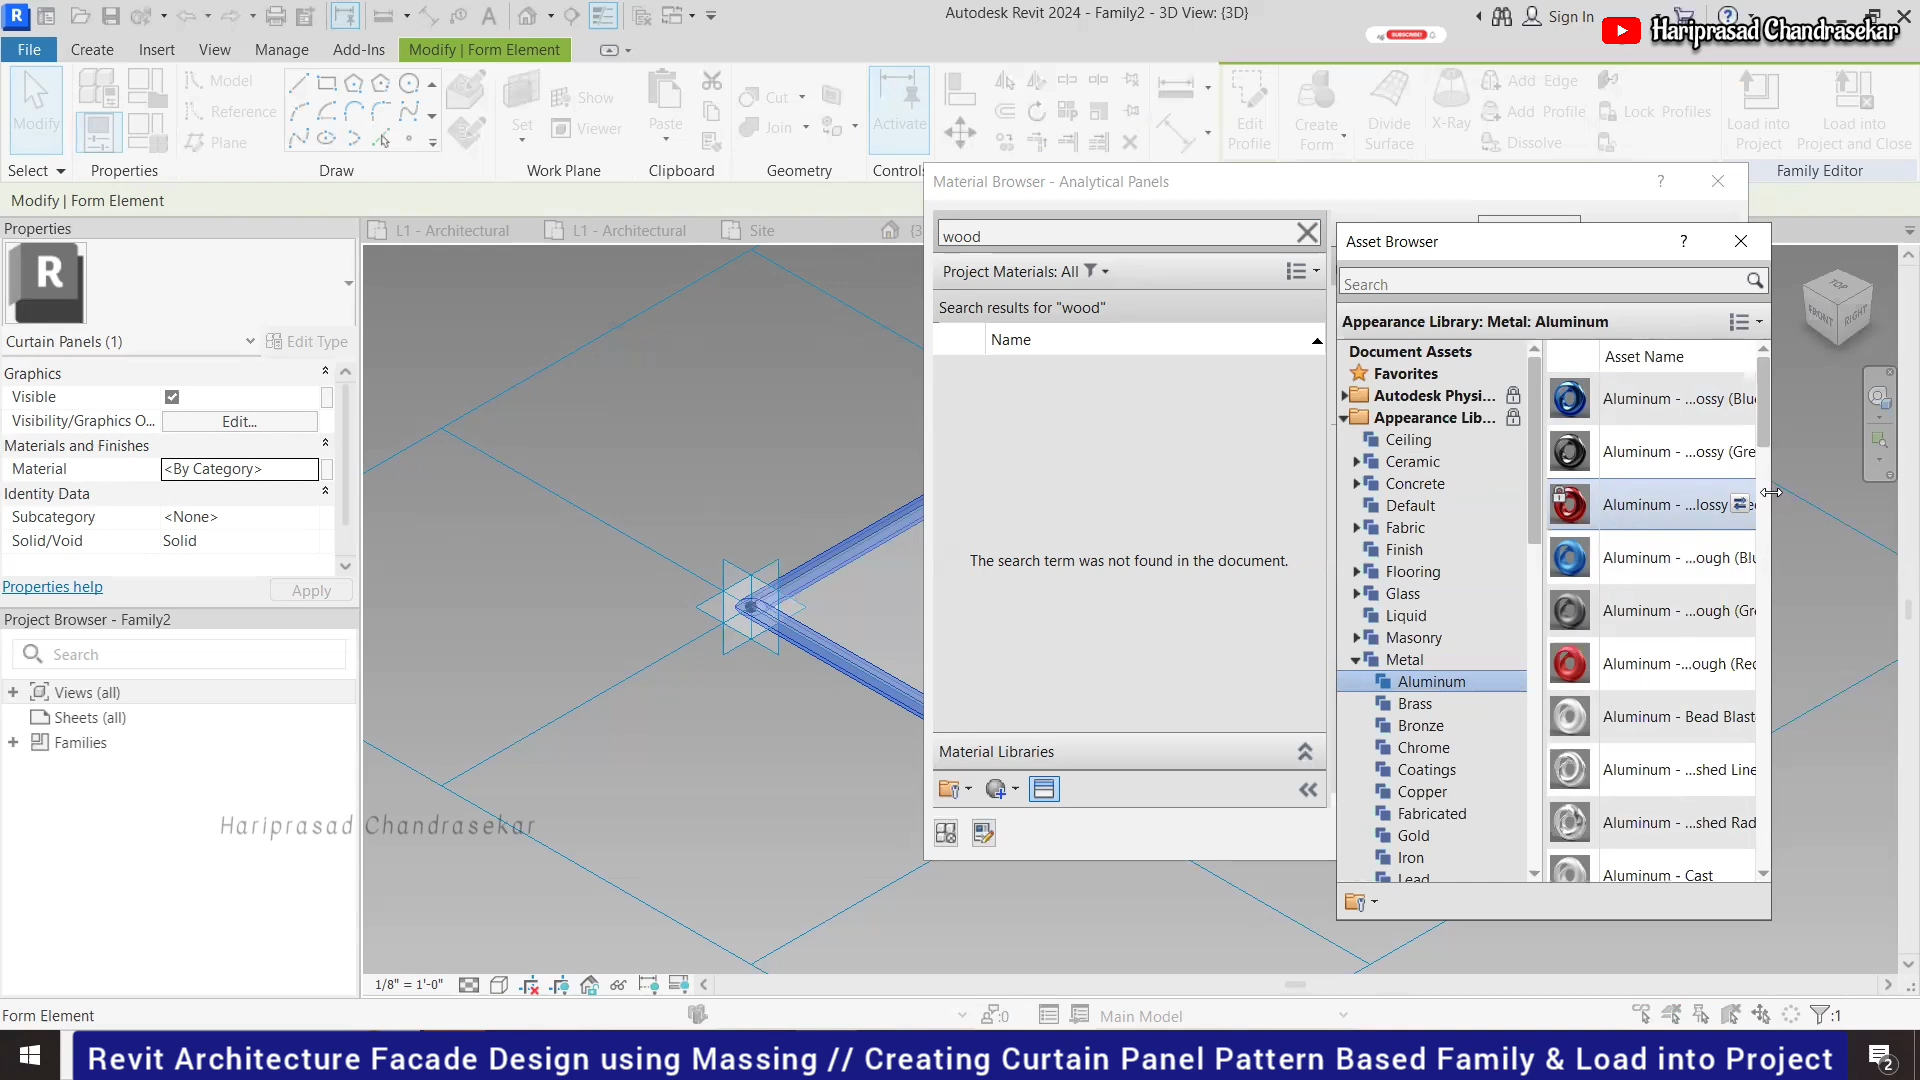 Autodesk Revit 2024 - Family2 - 3D View: {3D}
Sign In
SUBSCRIBE
Hariprasad Chandrasekar
File
Create
Insert
View
Manage
Add-Ins
Modify | Form Element
Modify
Model
Reference
Plane
Set
Show
Viewer
Paste
Cut
Join
Activate
Edit
Profile
Create
Form
Divide
Surface
X-Ray
Add Edge
Add Profile
Dissolve
Lock Profiles
Load into
Project
Load into
Project and Close
Select
Properties
Draw
Work Plane
Clipboard
Geometry
Family Editor
Modify | Form Element
Properties
R
Curtain Panels (1)
Edit Type
Graphics
Visible
Visibility/Graphics O...
Edit...
Materials and Finishes
Material
<By Category>
Identity Data
Subcategory
<None>
Solid/Void
Solid
Properties help
Apply
Project Browser - Family2
Search
Views (all)
Sheets (all)
Families
L1 - Architectural
L1 - Architectural
Site
Material Browser - Analytical Panels
wood
Project Materials: All
Search results for "wood"
Name
The search term was not found in the document.
Material Libraries
Asset Browser
Search
Appearance Library: Metal: Aluminum
Document Assets
Favorites
Autodesk Physi...
Appearance Lib...
Ceiling
Ceramic
Concrete
Default
Fabric
Finish
Flooring
Glass
Liquid
Masonry
Metal
Aluminum
Brass
Bronze
Chrome
Coatings
Copper
Fabricated
Gold
Iron
Lead
Asset Name
Aluminum - ...ossy (Blu
Aluminum - ...ossy (Gre
Aluminum - ...lossy
Aluminum - ...ough (Blu
Aluminum - ...ough (Gre
Aluminum -...ough (Rec
Aluminum - Bead Blast
Aluminum - ...shed Line
Aluminum - ...shed Rad
Aluminum - Cast
TOP
FRONT
RIGHT
Hariprasad Chandrasekar
1/8" = 1'-0"
Form Element
:0
Main Model
:1
Revit Architecture Facade Design using Massing // Creating Curtain Panel Pattern Based Family & Load into Project
2